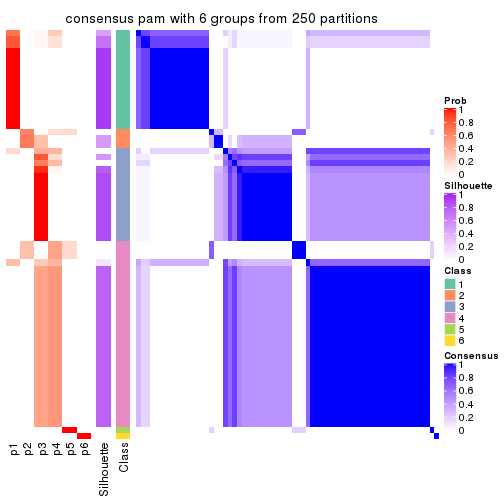 consensus pam with 6 groups from 250 partitions
Prob
1
0.8
0.6
0.4
0.2
0
Silhouette
1
0.8
0.6
0.4
0.2
0
Class
1
2
3
4
5
6
Consensus
1
0.8
0.6
0.4
0.2
0
p1
p2
p3
p4
p5
p6
Silhouette
Class